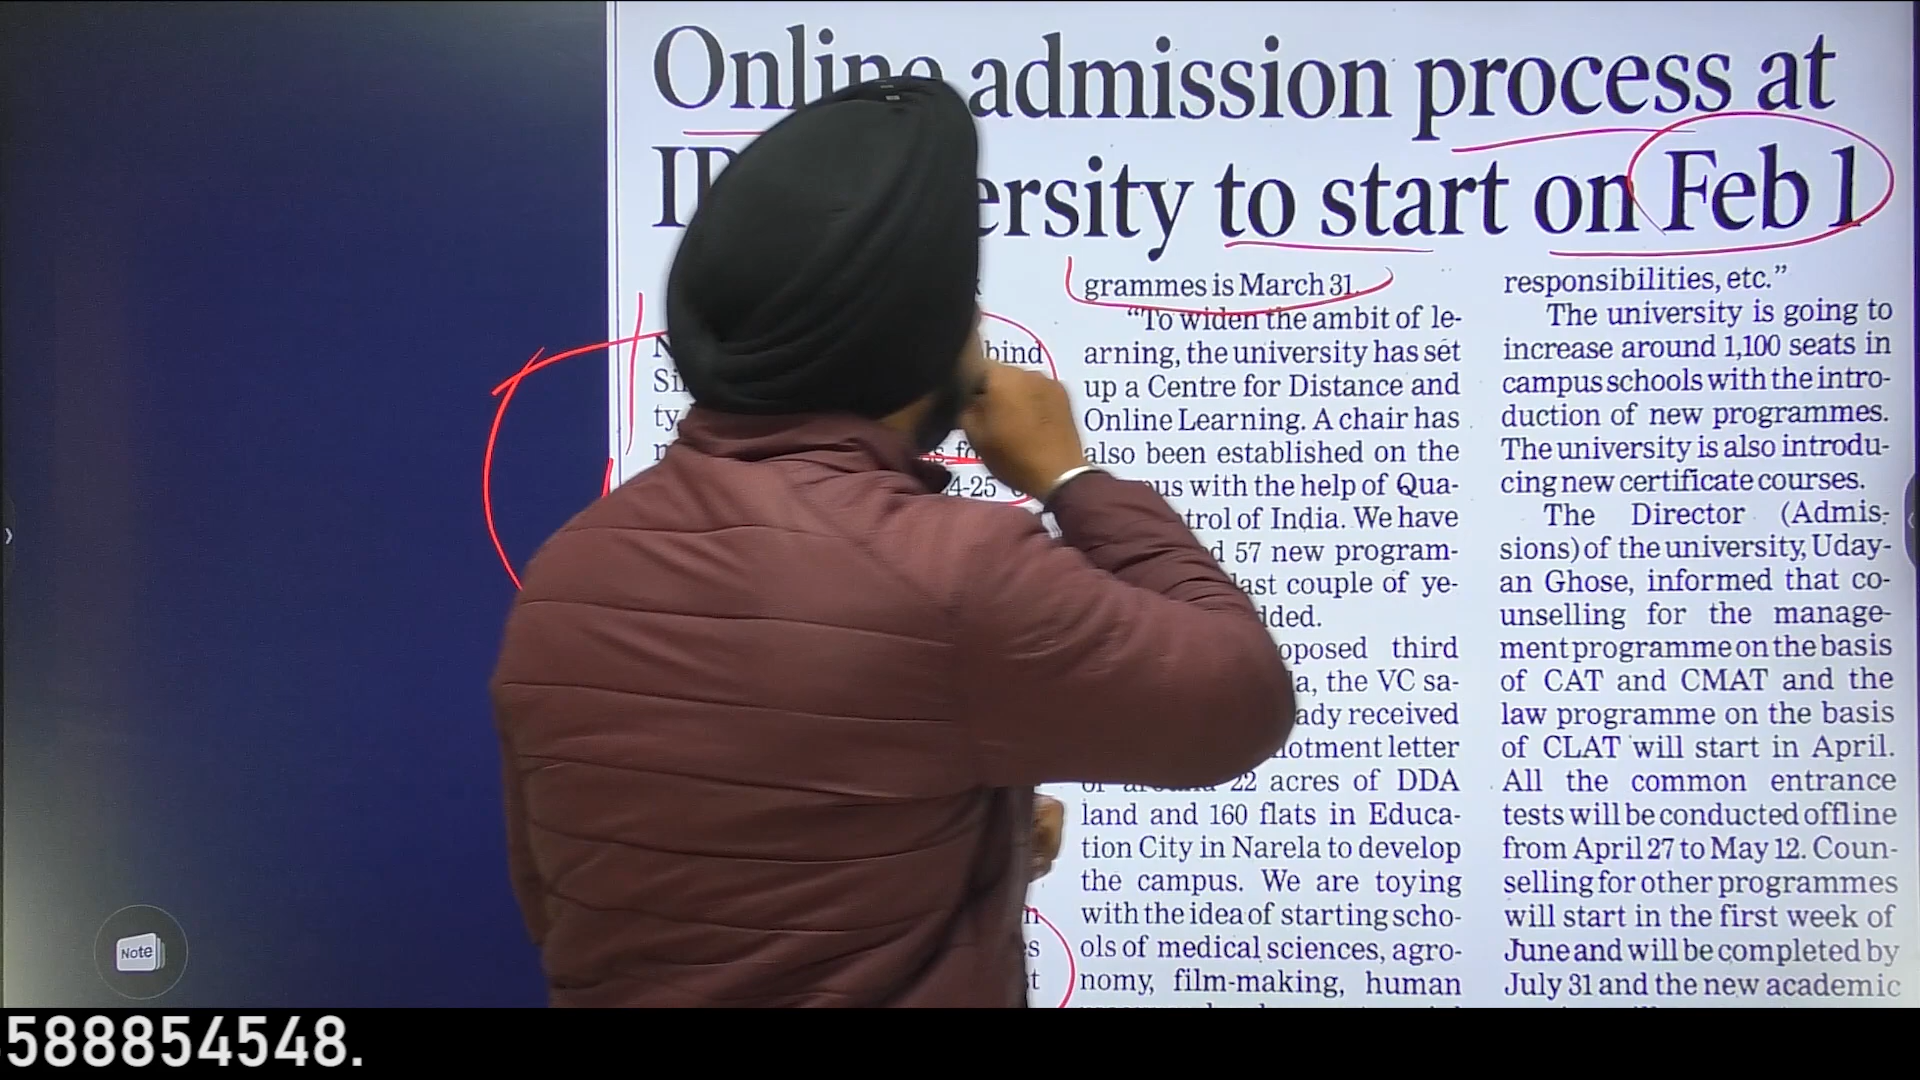 Online admission process at
to start on Feb 1
bind
4-25
grammes is March 31.
“To widen the ambit of le-
arning, the university has set
up a Centre for Distance and
Online Learning. A chair has
also been established on the
with the help of Qua-
of India. We have
57 new program-
last couple of ye-
third
the VC sa-
received
letter
22 acres of DDA
land and 160 flats in Educa-
tion City in Narela to develop
the campus. We are toying
with the idea of starting scho-
ols of medical sciences, agro-
nomy, film-making, human
responsibilities, etc.”
The university is going to
increase around 1,100 seats in
campus schools with the intro-
duction of new programmes.
The university is also introdu-
cing new certificate courses.
The Director (Admis-
sions) of the university, Uday-
an Ghose, informed that co-
unselling for the manage-
ment programme on the basis
of CAT and CMAT and the
law programme on the basis
of CLAT will start in April.
All the common entrance
tests will be conducted offline
from April 27 to May 12. Coun-
selling for other programmes
will start in the first week of
June and will be completed by
July 31 and the new academic
Note
588854548.